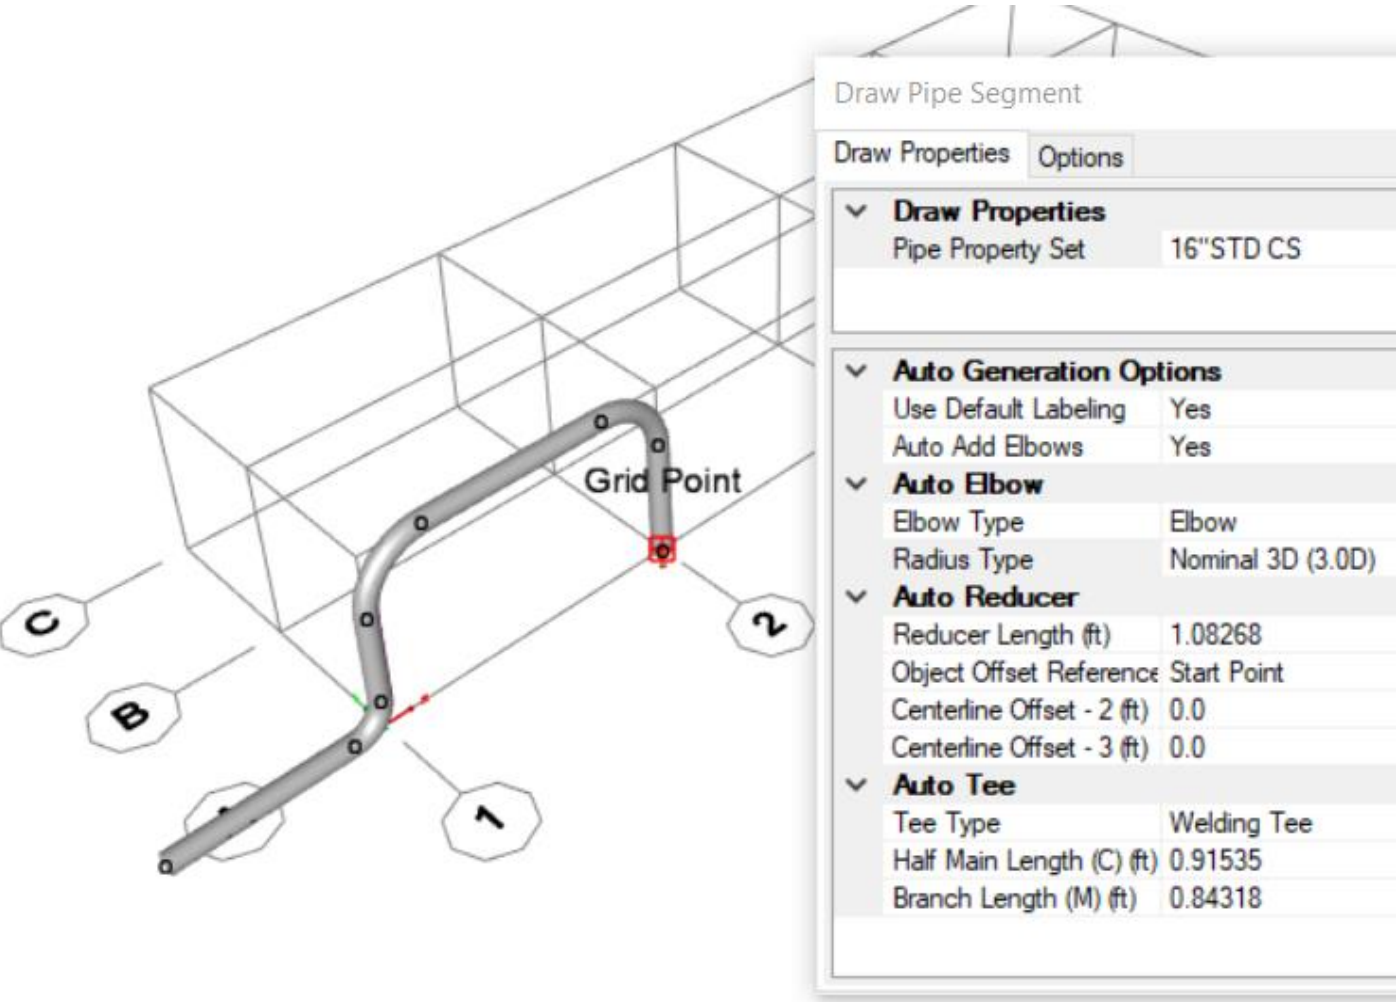 Draw Pipe Segment
Draw Properties
Options
Draw Properties
Pipe Property Set 16"STD CS
Auto Generation Options
Use Default Labeling Yes
Auto Add Elbows Yes
Auto Elbow
Elbow Type Elbow
Radius Type Nominal 3D (3.0D)
Auto Reducer
Reducer Length (ft) 1.08268
Object Offset Reference Start Point
Centerline Offset - 2 (ft) 0.0
Centerline Offset - 3 (ft) 0.0
Auto Tee
Tee Type Welding Tee
Half Main Length (C) (ft) 0.91535
Branch Length (M) (ft) 0.84318
Grid Point
C
B
1
2